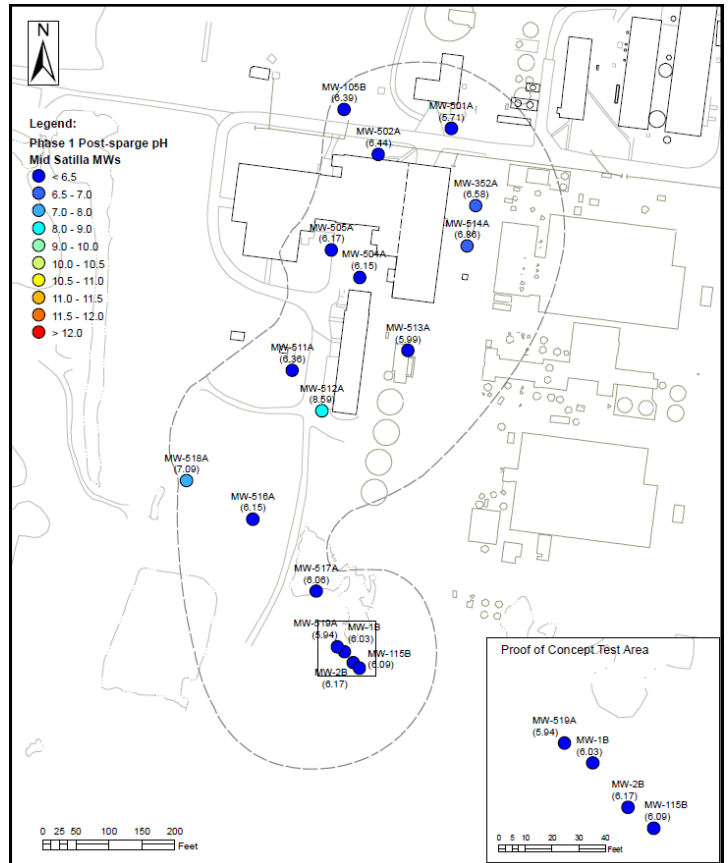 N
MW-105B
(6.39)
MW-501A
(5.71)
Legend:
Phase 1 Post-sparge pH
Mid Satilla MWs
< 6.5
6.5 - 7.0
7.0 - 8.0
8.0 - 9.0
9.0 - 10.0
10.0 - 10.5
10.5 - 11.0
11.0 - 11.5
11.5 - 12.0
> 12.0
MW-502A
(6.44)
MW-352A
(6.58)
MW-514A
(6.86)
MW-505A
(6.17)
MW-504A
(6.15)
MW-513A
(5.99)
MW-511A
(6.36)
MW-512A
(8.59)
MW-518A
(7.09)
MW-516A
(6.15)
MW-517A
(6.06)
MW-519A
(5.94)
MW-1B
(6.03)
MW-115B
(6.09)
MW-2B
(6.17)
0 25 50 100 150 200
Feet
Proof of Concept Test Area
MW-519A
(5.94)
MW-1B
(6.03)
MW-2B
(6.17)
MW-115B
(6.09)
0 5 10 20 30 40
Feet